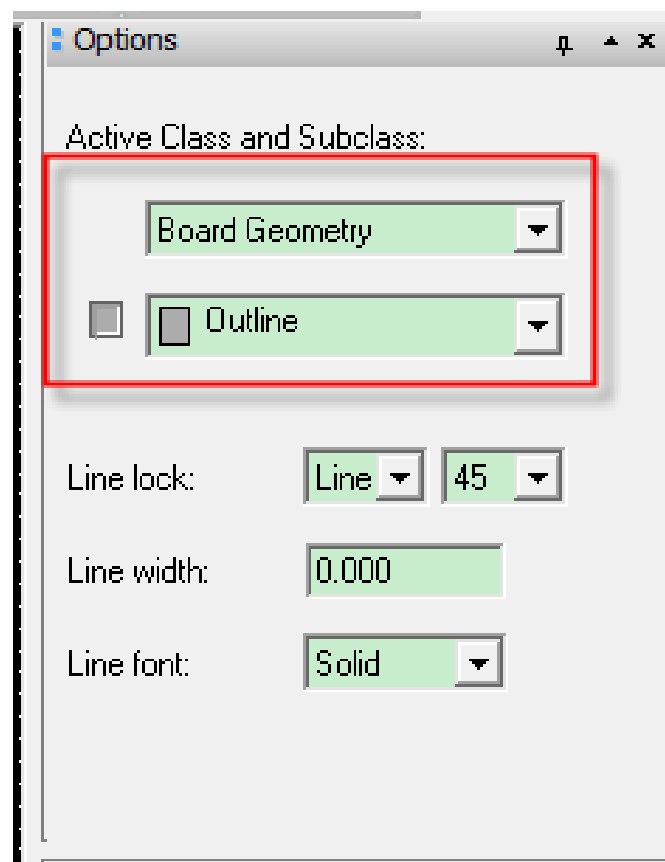 Options
Active Class and Subclass:
Board Geometry
Outline
Line lock: Line 45
Line width: 0.000
Line font: Solid